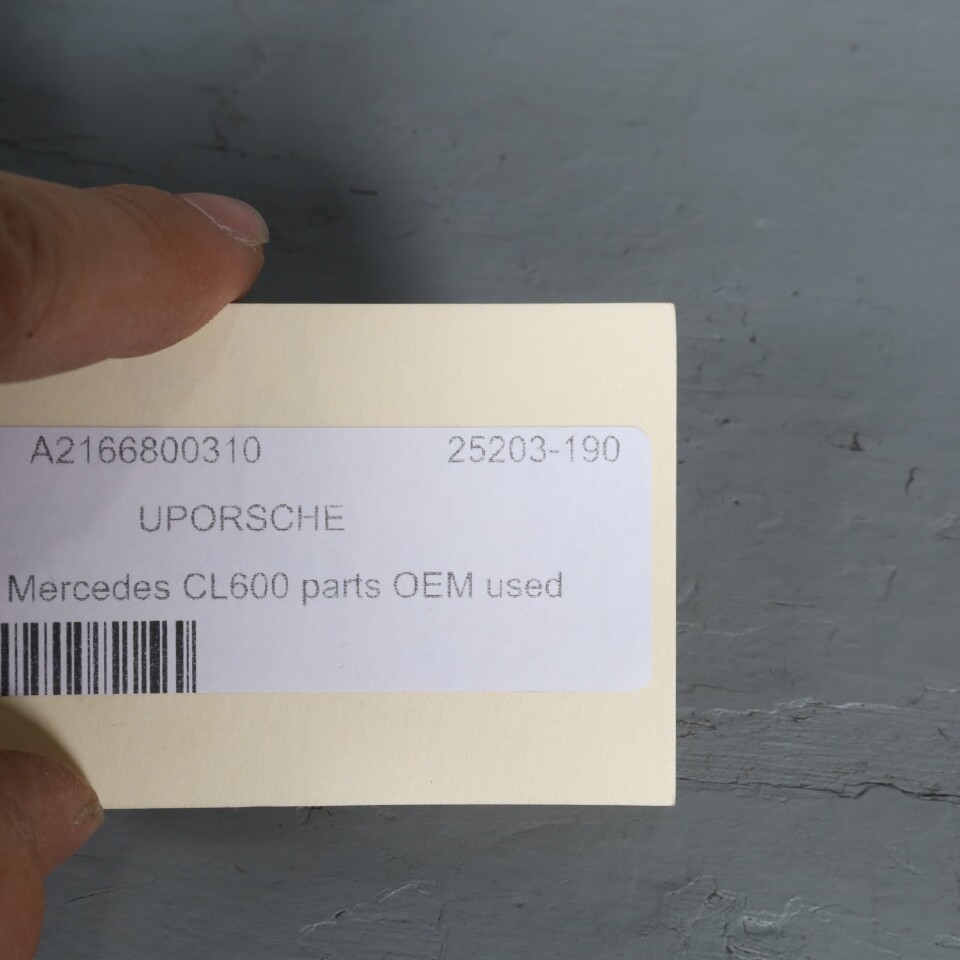 A2166800310 25203-190
UPORSCHE
Mercedes CL600 parts OEM used